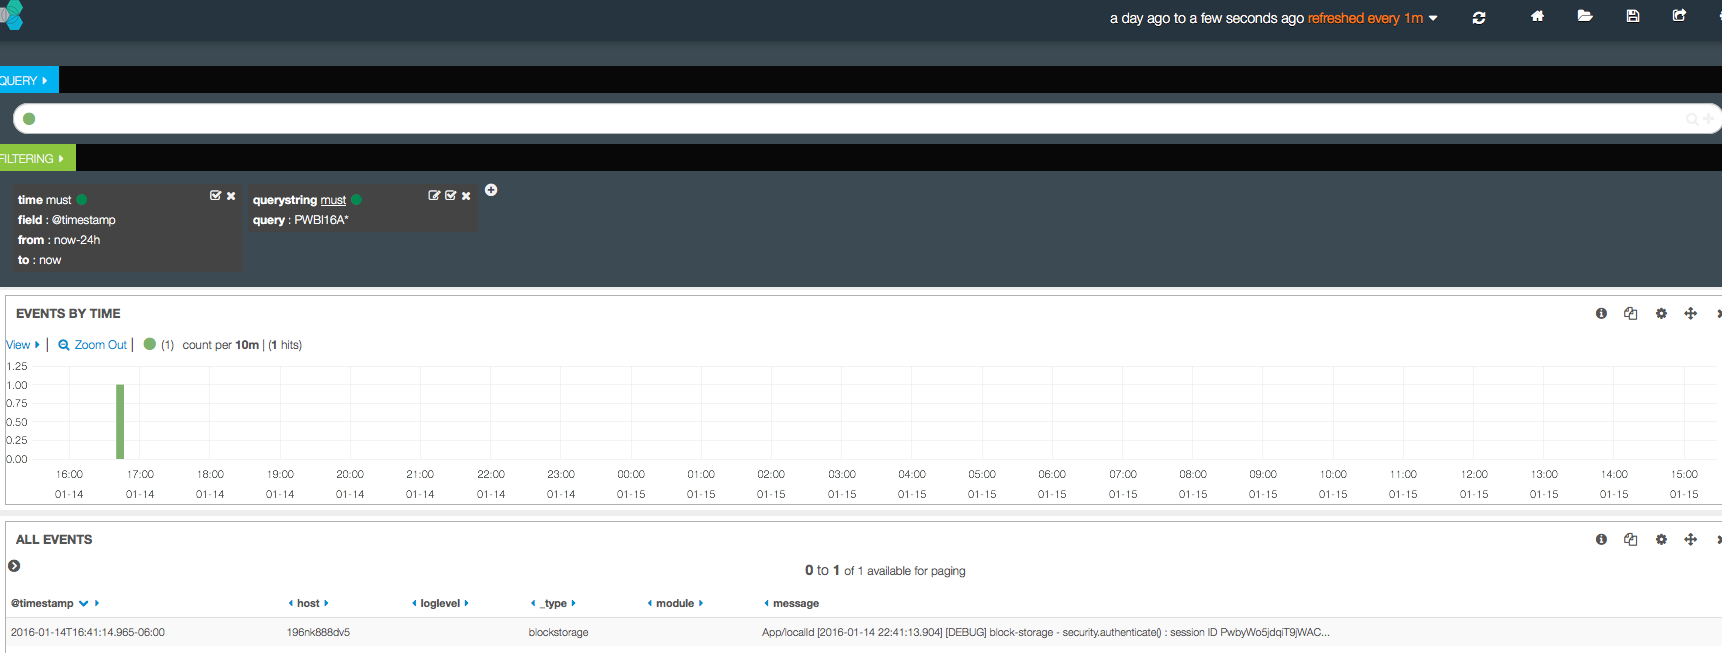 a day ago to a few seconds ago refreshed every 1m
QUERY
FILTERING
time must
field : @timestamp
from : now-24h
to : now
querystring must
query : PWBI16A*
EVENTS BY TIME
View | Zoom Out | (1) count per 10m | (1 hits)
1.25
1.00
0.75
0.50
0.25
0.00
16:00 17:00 18:00 19:00 20:00 21:00 22:00 23:00 00:00 01:00 02:00 03:00 04:00 05:00 06:00 07:00 08:00 09:00 10:00 11:00 12:00 13:00 14:00 15:00
01-14 01-14 01-14 01-14 01-14 01-14 01-14 01-14 01-15 01-15 01-15 01-15 01-15 01-15 01-15 01-15 01-15 01-15 01-15 01-15 01-15 01-15 01-15 01-15
ALL EVENTS
0 to 1 of 1 available for paging
@timestamp host loglevel _type module message
2016-01-14T16:41:14.965-06:00 196nk888dv5 blockstorage App/localId [2016-01-14 22:41:13.904] [DEBUG] block-storage - security.authenticate() : session ID PwbyWo5jdqiT9jWAC...